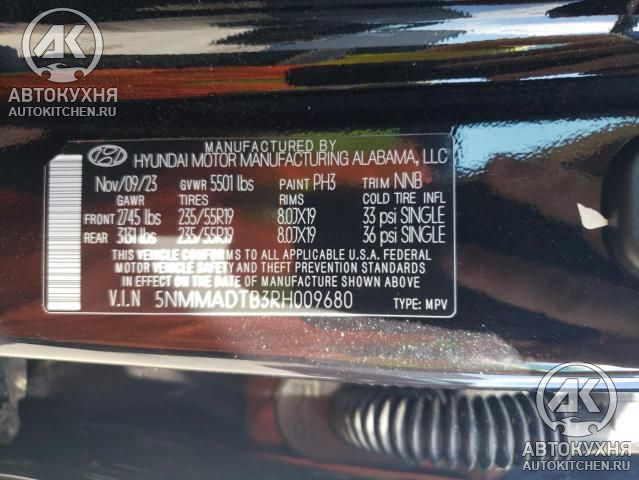 AK
АВТОКУХНЯ
AUTOKITCHEN.RU
MANUFACTURED BY
HYUNDAI MOTOR MANUFACTURING ALABAMA, LLC
Nov/09/23 GVWR 5501 lbs PAINT PH3 TRIM NNB
GAWR TIRES RIMS COLD TIRE INFL
FRONT 2745 lbs 235/55R19 8.0JX19 33 psi SINGLE
REAR 3131 lbs 235/55R19 8.0JX19 36 psi SINGLE
THIS VEHICLE CONFORMS TO ALL APPLICABLE U.S.A. FEDERAL
MOTOR VEHICLE SAFETY AND THEFT PREVENTION STANDARDS
IN EFFECT ON THE DATE OF MANUFACTURE SHOWN ABOVE.
V.I.N 5NMMADTB3RH009680 TYPE: MPV
AK
АВТОКУХНЯ
AUTOKITCHEN.RU